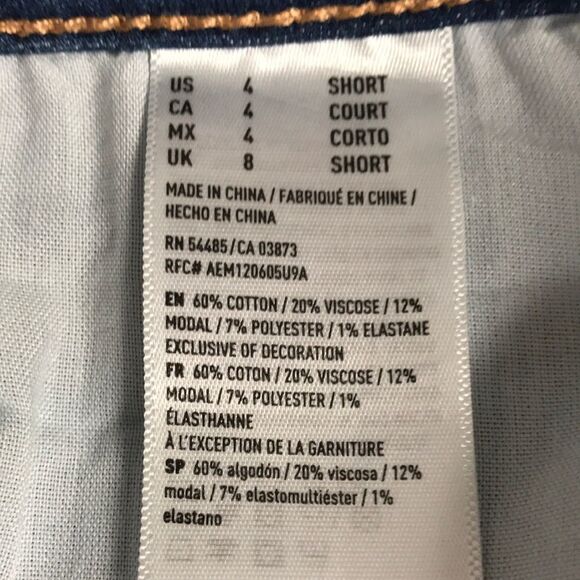 US 4 SHORT
CA 4 COURT
MX 4 CORTO
UK 8 SHORT
MADE IN CHINA / FABRIQUÉ EN CHINE /
HECHO EN CHINA
RN 54485/CA 03873
RFC# AEM120605U9A
EN 60% COTTON / 20% VISCOSE / 12%
MODAL / 7% POLYESTER / 1% ELASTANE
EXCLUSIVE OF DECORATION
FR 60% COTON / 20% VISCOSE / 12%
MODAL / 7% POLYESTER / 1%
ÉLASTHANNE
À L'EXCEPTION DE LA GARNITURE
SP 60% algodón / 20% viscosa / 12%
modal / 7% elastomultiéster / 1%
elastano